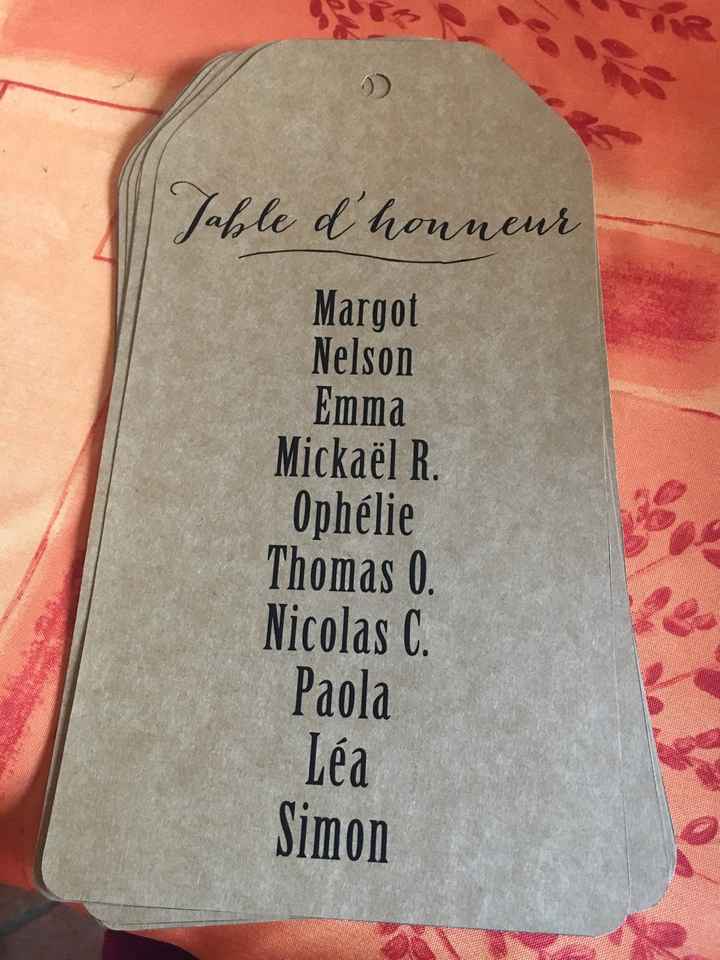 Table d'honneur
Margot
Nelson
Emma
Mickaël R.
Ophélie
Thomas O.
Nicolas C.
Paola
Léa
Simon